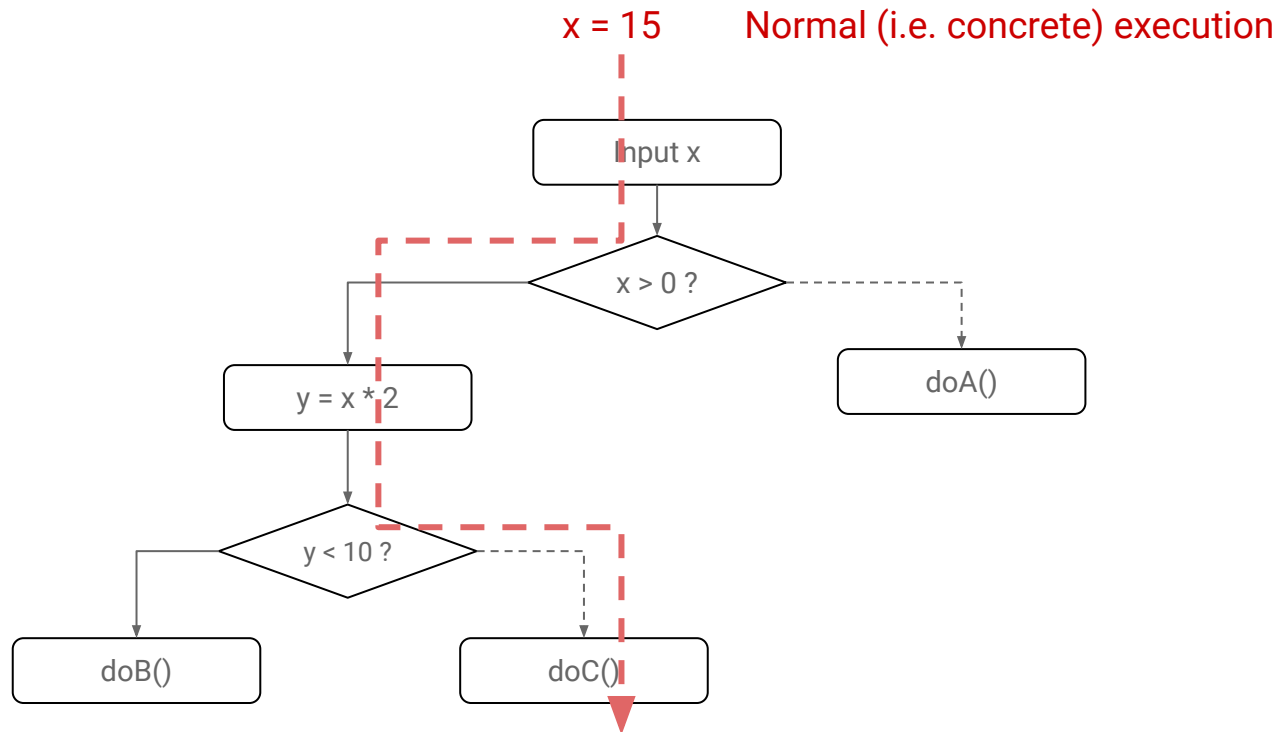 x = 15
Normal (i.e. concrete) execution
Input x
x > 0 ?
doA()
y = x * 2
y < 10 ?
doB()
doC()